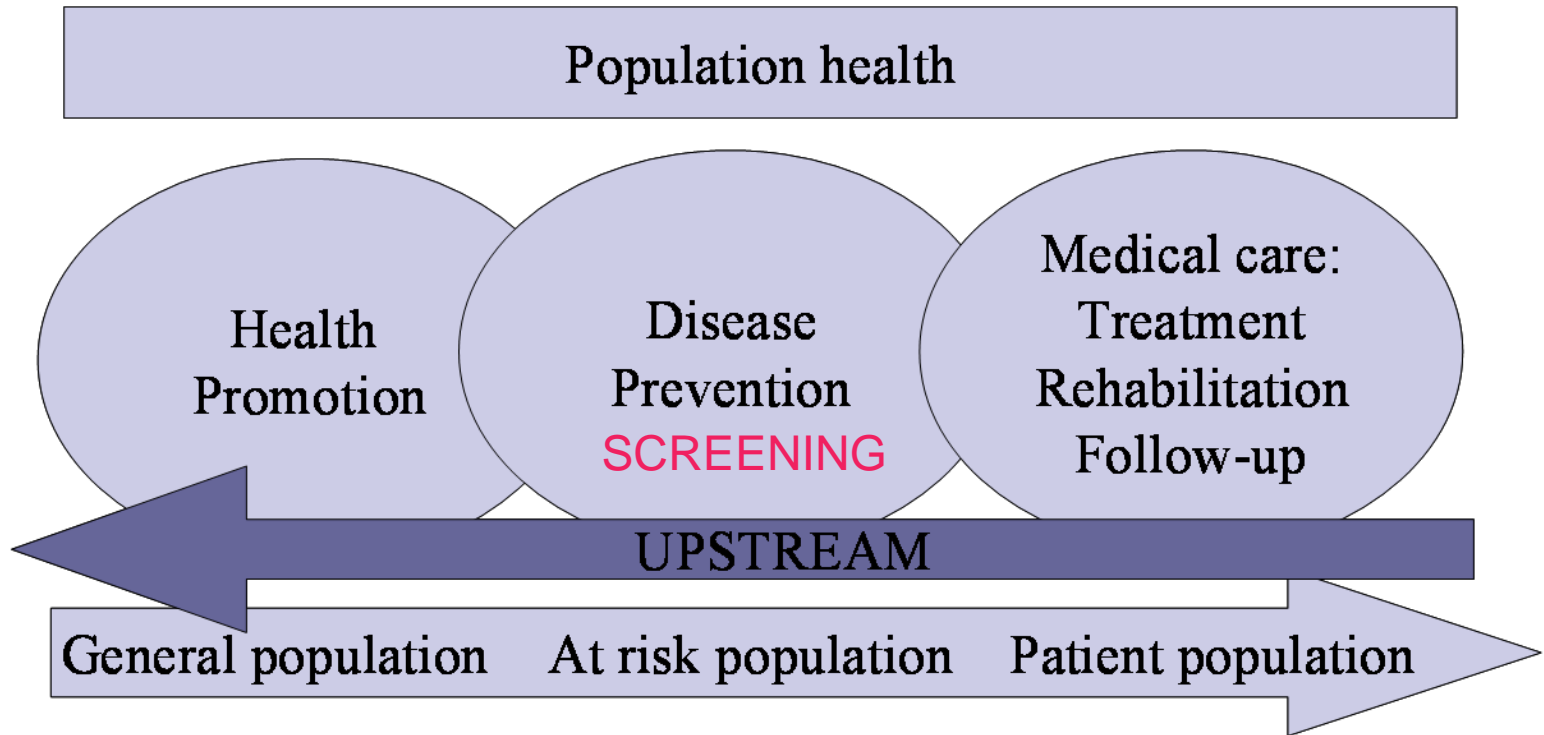 Population health
Health
Promotion
Disease
Prevention
SCREENING
Medical care:
Treatment
Rehabilitation
Follow-up
UPSTREAM
General population At risk population Patient population